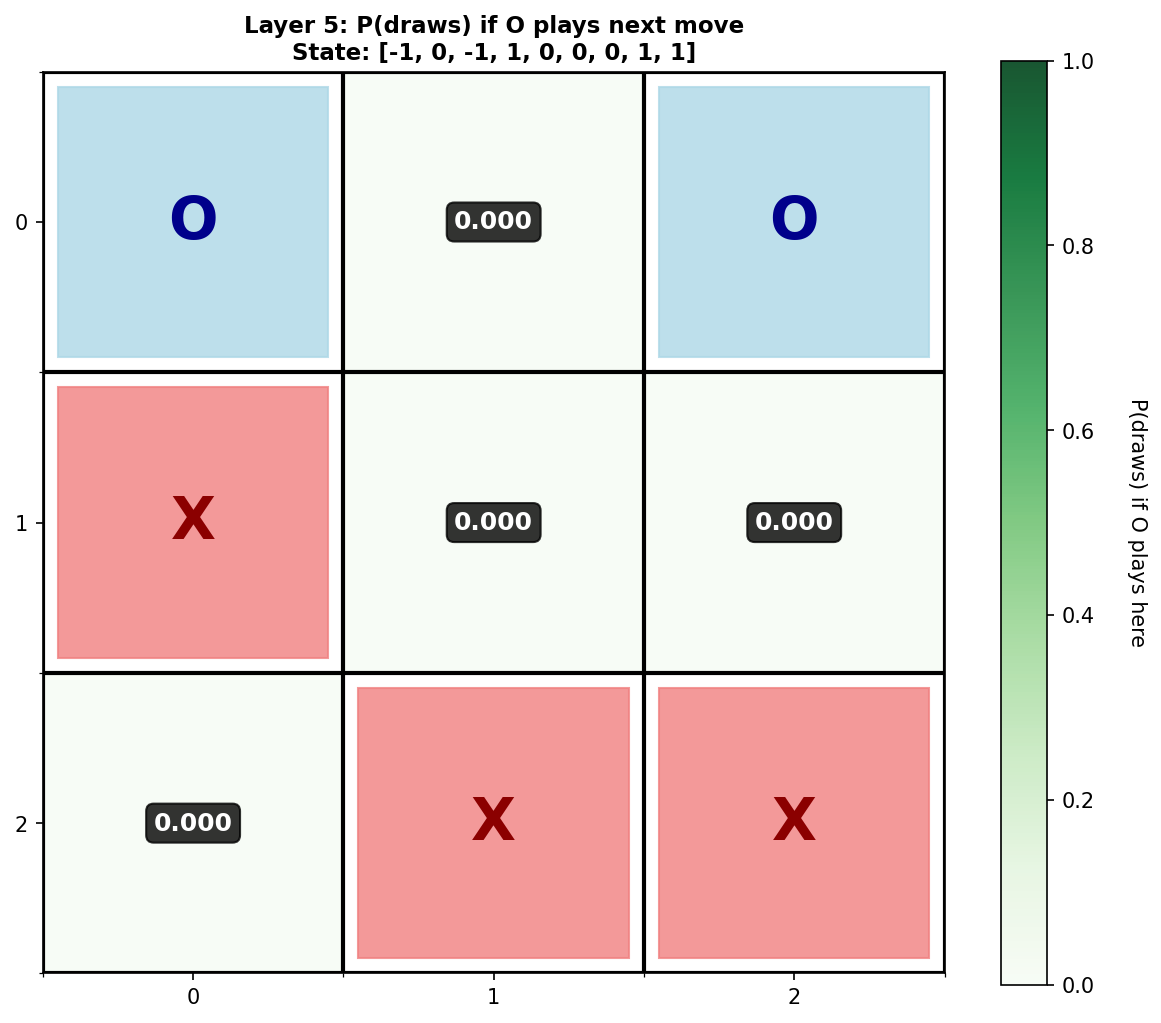 Layer 5: P(draws) if O plays next move
State: [-1, 0, -1, 1, 0, 0, 0, 1, 1]
0
O
0.000
O
1
X
0.000
0.000
2
0.000
X
X
0
1
2
1.0
0.8
0.6
0.4
0.2
0.0
P(draws) if O plays here